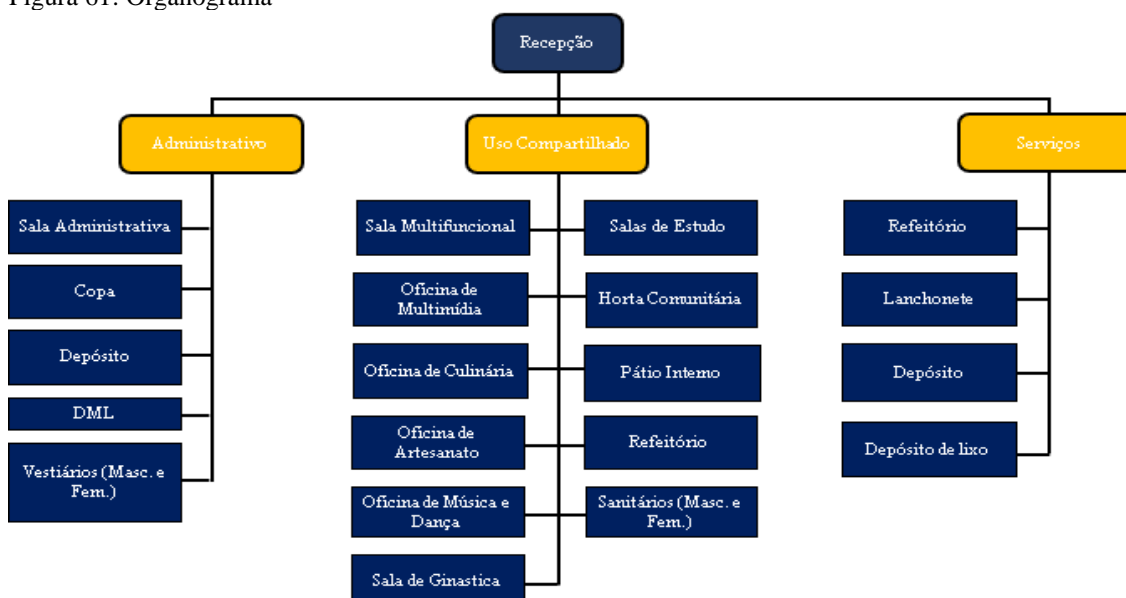 Figura 61: Organograma
Recepção
Administrativo
Uso Compartilhado
Serviços
Sala Administrativa
Copa
Depósito
DML
Vestiários (Masc. e
Fem.)
Sala Multifuncional
Oficina de
Multimídia
Oficina de Culinária
Oficina de
Artesanato
Oficina de Música e
Dança
Sala de Ginastica
Salas de Estudo
Horta Comunitária
Pátio Interno
Refeitório
Sanitários (Masc. e
Fem.)
Refeitório
Lanchonete
Depósito
Depósito de lixo